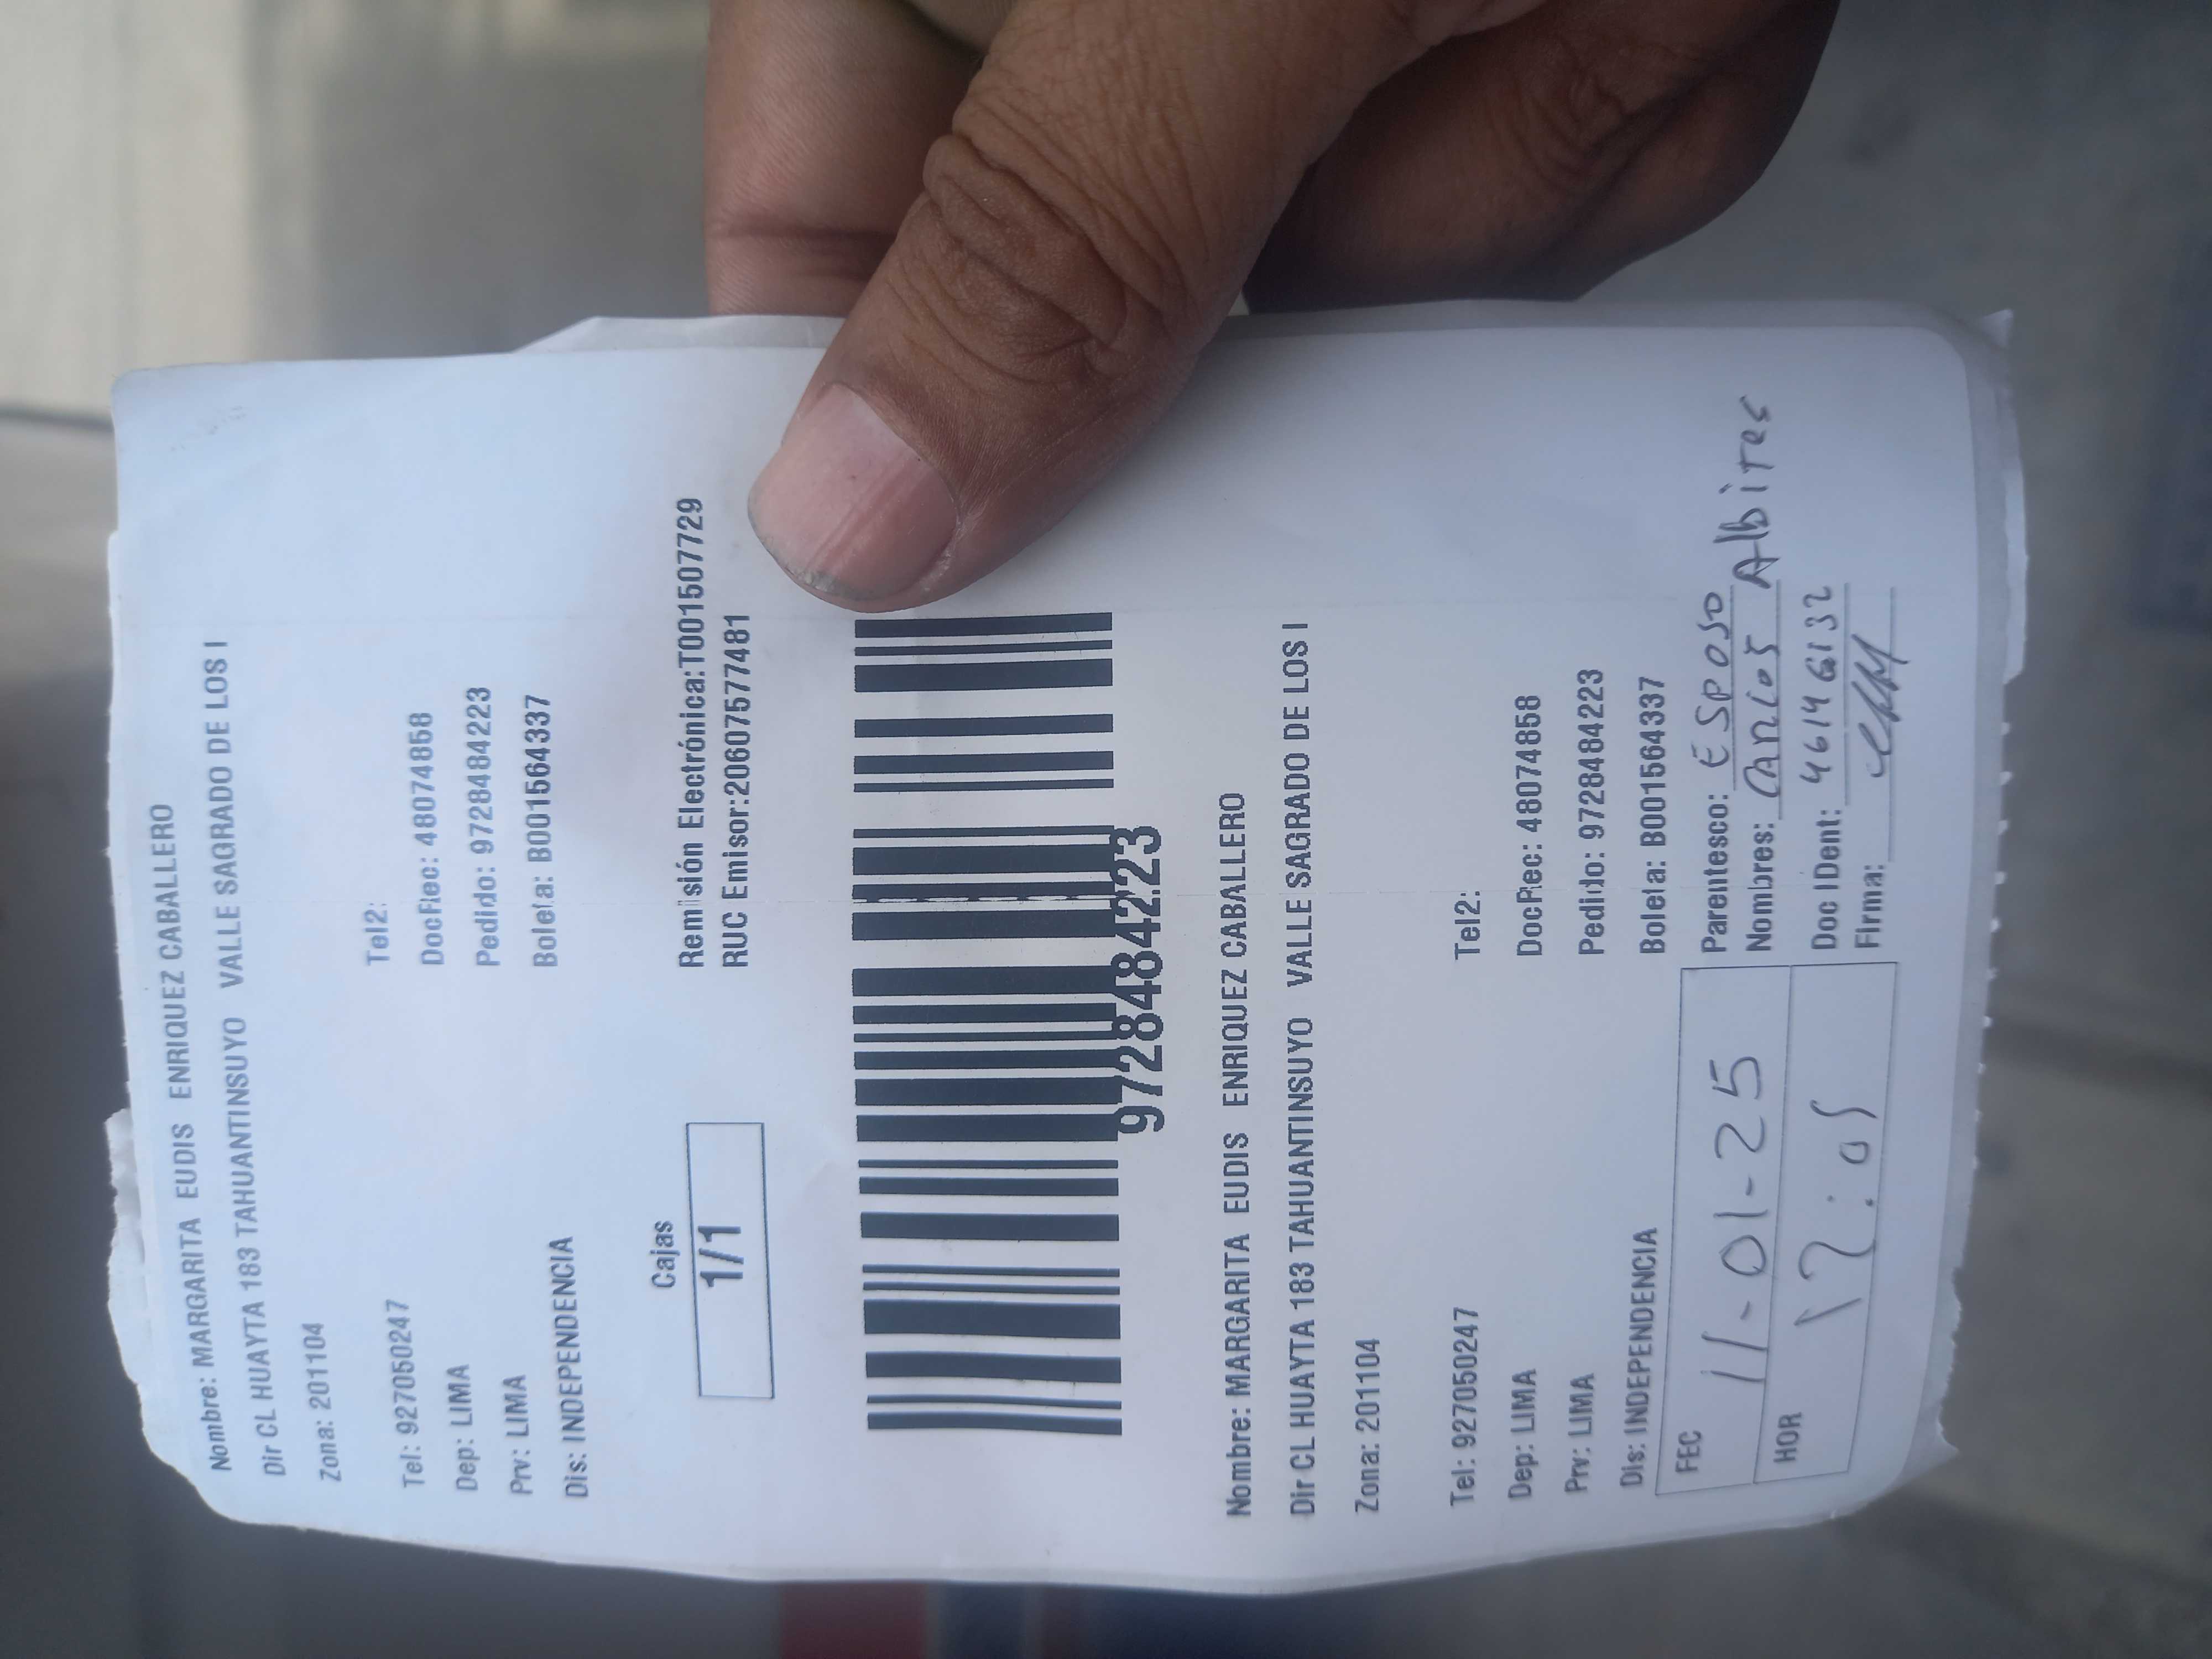 Nombre: MARGARITA EUDIS ENRIQUEZ CABALLERO
Dir CL HUAYTA 183 TAHUANTINSUYO VALLE SAGRADO DE LOS I
Zona: 201104
Tel: 927050247 Tel2:
Dep: LIMA DocRec: 48074858
Prv: LIMA Pedido: 9728484223
Dis: INDEPENDENCIA Boleta: B001564337
Cajas
1/1
Remisión Electrónica:T001507729
RUC Emisor:20607577481
9728484223
Nombre: MARGARITA EUDIS ENRIQUEZ CABALLERO
Dir CL HUAYTA 183 TAHUANTINSUYO VALLE SAGRADO DE LOS I
Zona: 201104
Tel: 927050247 Tel2:
Dep: LIMA DocRec: 48074858
Prv: LIMA Pedido: 9728484223
Dis: INDEPENDENCIA Boleta: B001564337
FEC 11-01-25
HOR 17:05
Parentesco: Esposo
Nombres: Carlos Albites
Doc IDent: 46146132
Firma: